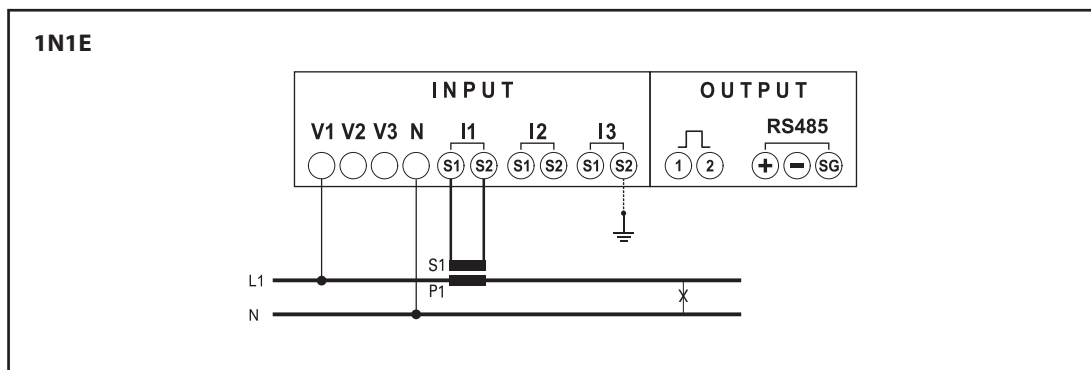 1N1E
INPUT OUTPUT
V1 V2 V3 N I1 I2 I3 RS485
S1 S2 S1 S2 S1 S2 1 2 + − SG
S1
L1 P1
N